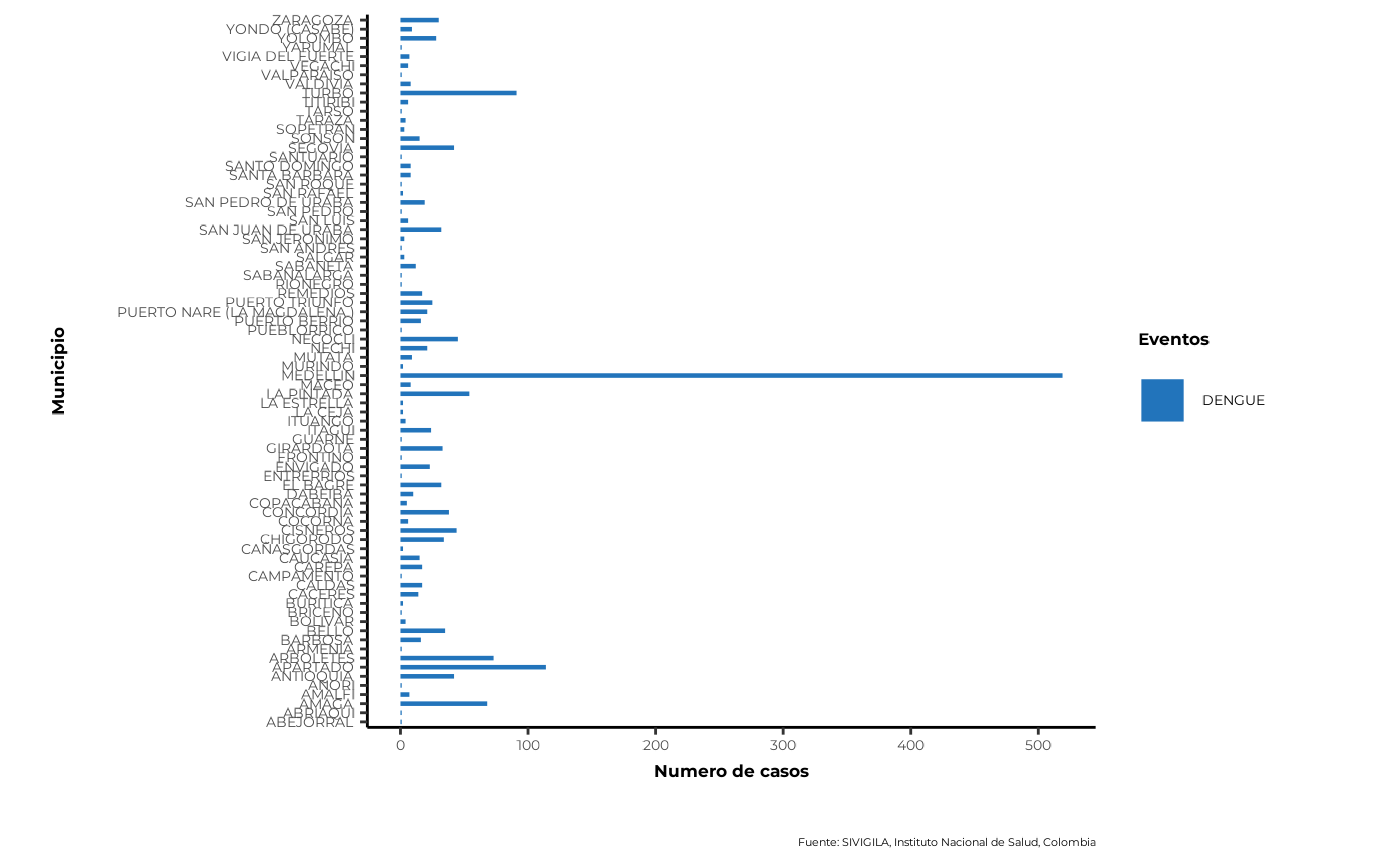 ZARAGOZA
YONDO (CASABE)
YOLOMBO
YARUMAL
VIGIA DEL FUERTE
VEGACHI
VALPARAISO
VALDIVIA
TURBO
TITIRIBI
TARSO
TARAZA
SOPETRAN
SONSON
SEGOVIA
SANTUARIO
SANTO DOMINGO
SANTA BARBARA
SAN ROQUE
SAN RAFAEL
SAN PEDRO DE URABA
SAN PEDRO
SAN LUIS
SAN JUAN DE URABA
SAN JERONIMO
SAN ANDRES
SALGAR
SABANETA
SABANALARGA
RIONEGRO
REMEDIOS
PUERTO TRIUNFO
PUERTO NARE (LA MAGDALENA)
PUERTO BERRIO
PUEBLORRICO
NECOCLI
NECHI
MUTATA
MURINDO
MEDELLIN
MACEO
LA PINTADA
LA ESTRELLA
LA CEJA
ITUANGO
ITAGUI
GUARNE
GIRARDOTA
FRONTINO
ENVIGADO
ENTRERRIOS
EL BAGRE
DABEIBA
COPACABANA
CONCORDIA
COCORNA
CISNEROS
CHIGORODO
CAÑASGORDAS
CAUCASIA
CAREPA
CAMPAMENTO
CALDAS
CACERES
BURITICA
BRICEÑO
BOLIVAR
BELLO
BARBOSA
ARMENIA
ARBOLETES
APARTADO
ANTIOQUIA
ANORI
AMALFI
AMAGA
ABRIAQUI
ABEJORRAL
Municipio
0 100 200 300 400 500
Numero de casos
Eventos
DENGUE
Fuente: SIVIGILA, Instituto Nacional de Salud, Colombia